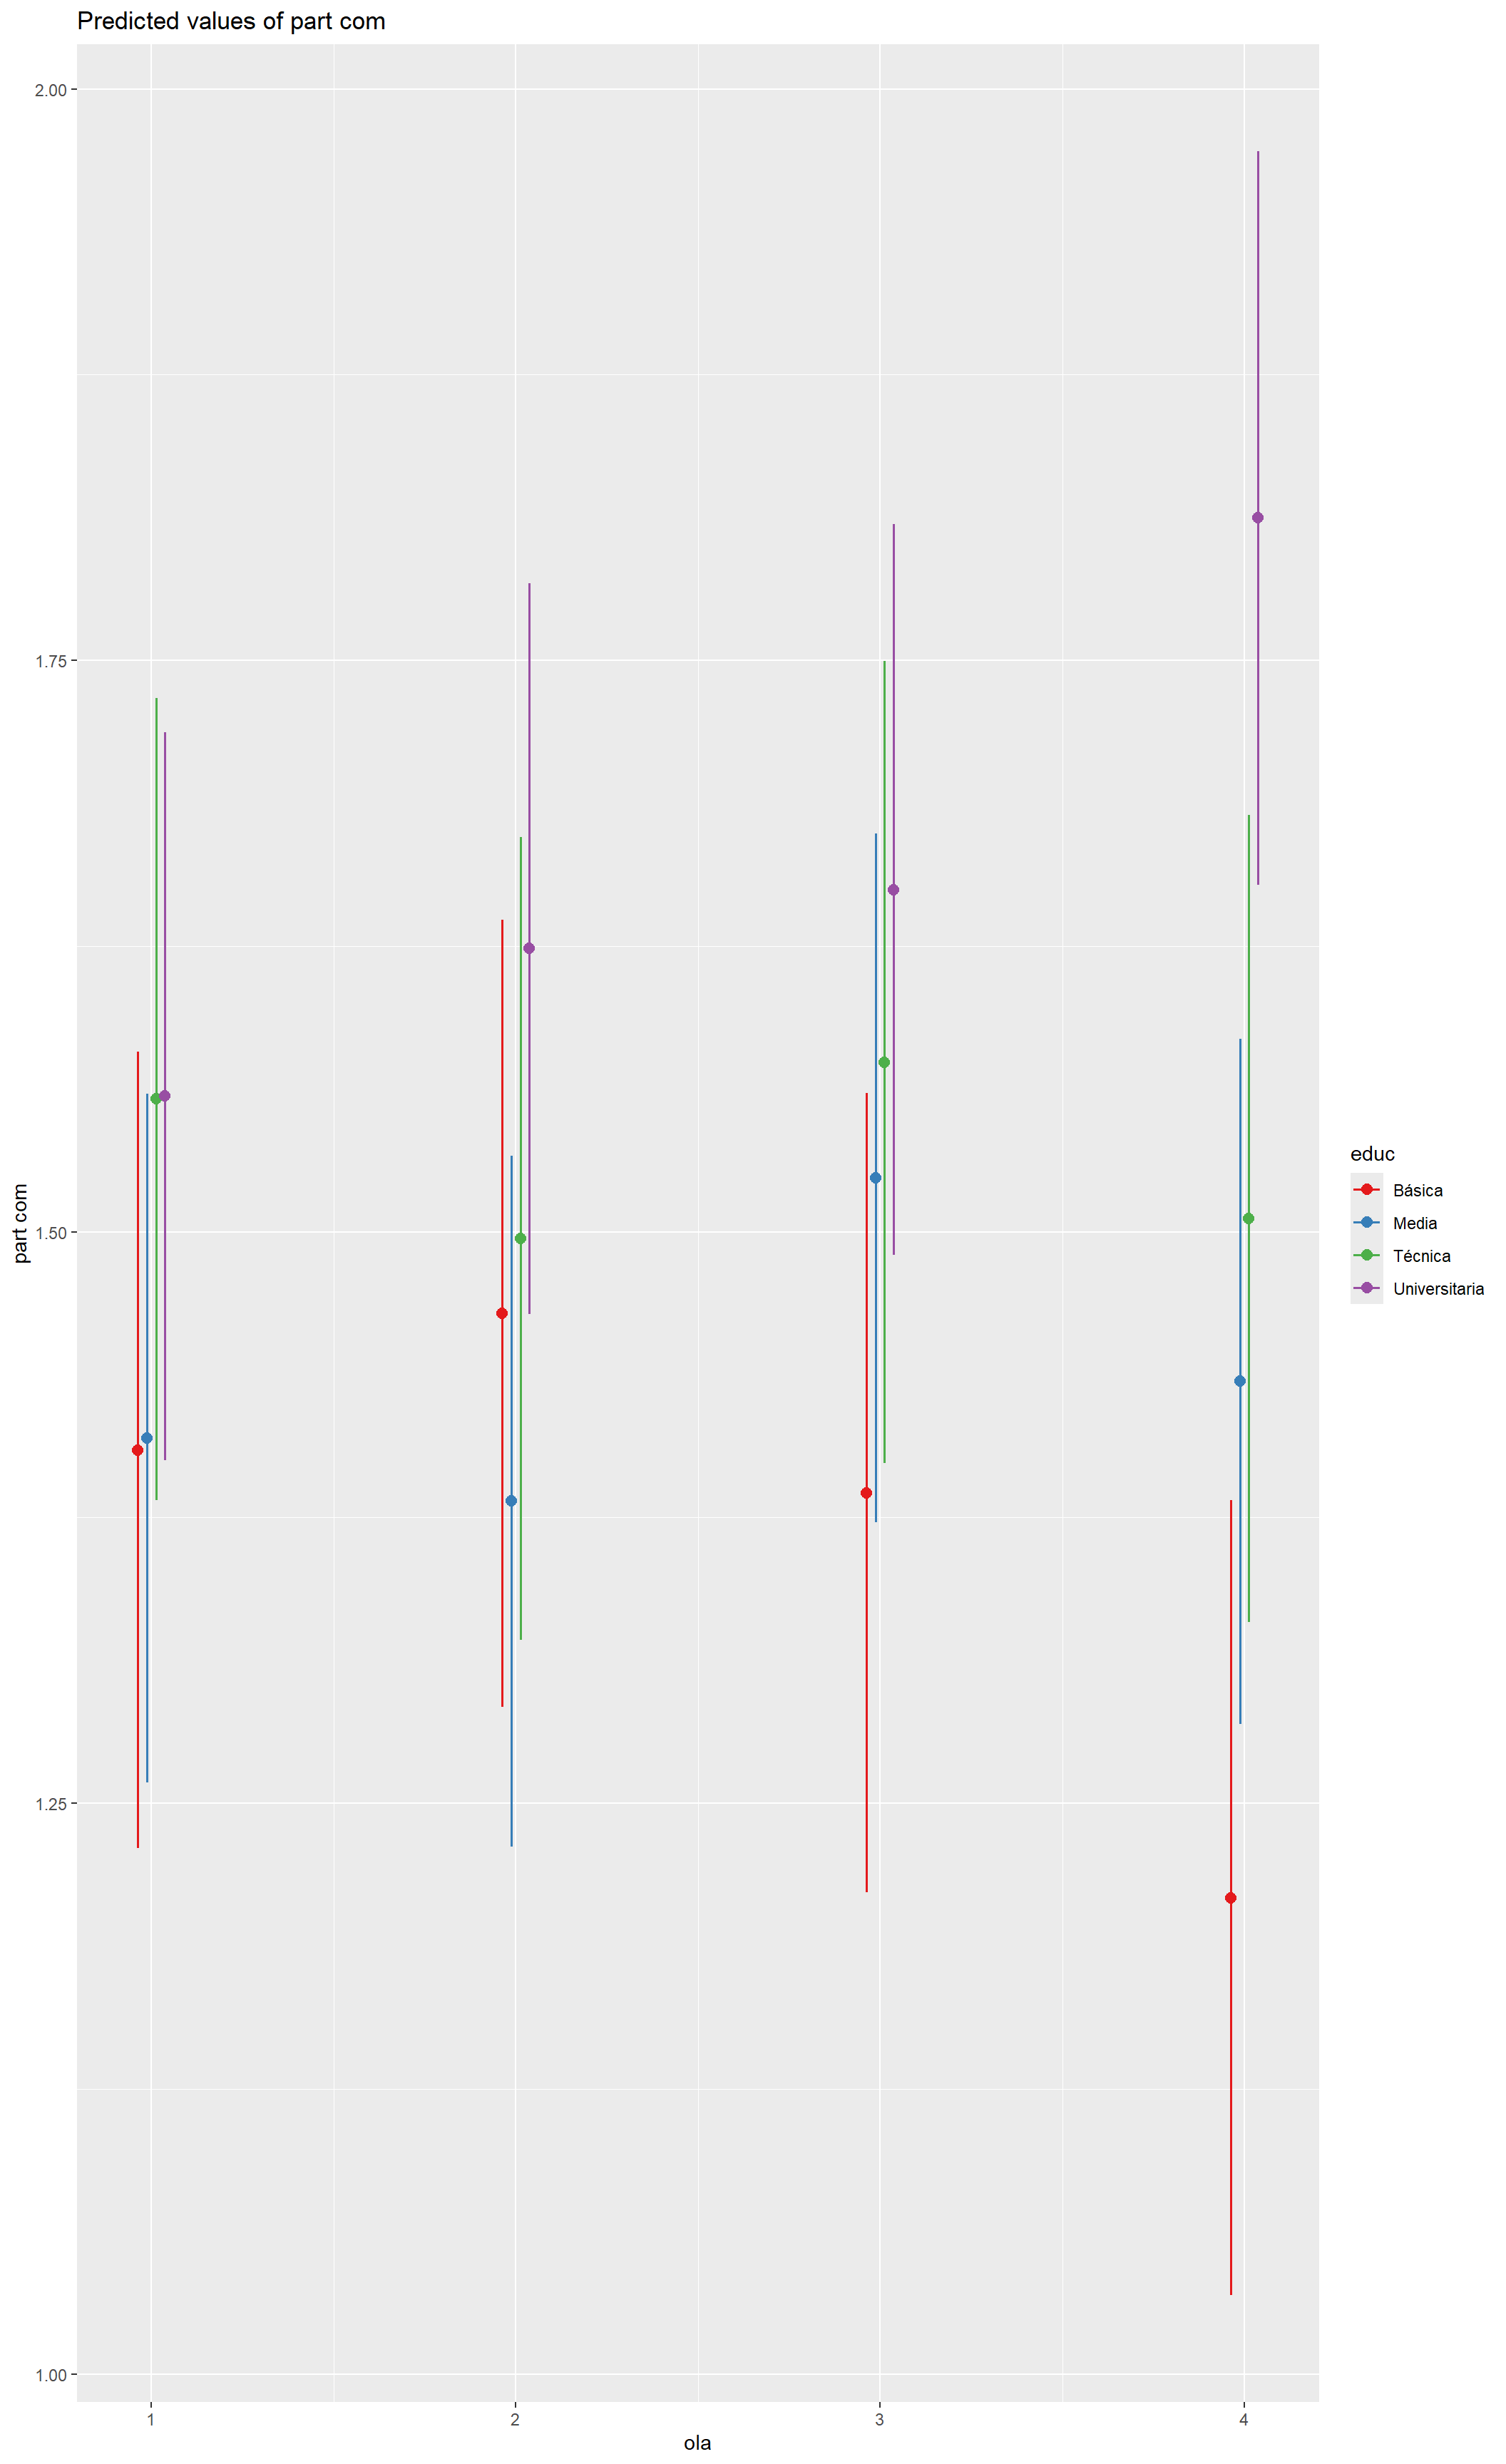 Predicted values of part com
2.00
1.75
1.50
1.25
1.00
part com
1 2 3 4
ola
educ
Básica
Media
Técnica
Universitaria